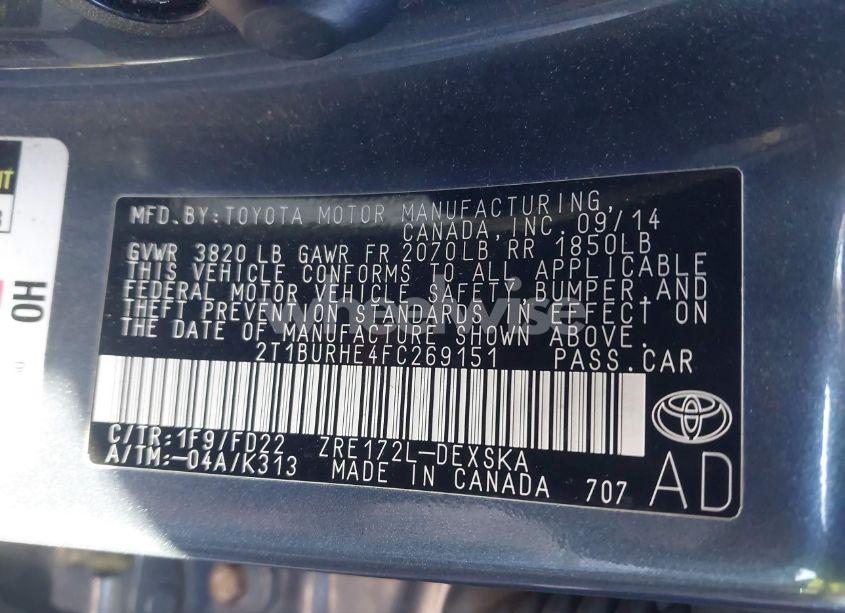 MFD.BY:TOYOTA MOTOR MANUFACTURING,
CANADA, INC. 09/14
GVWR 3820 LB GAWR FR 2070LB RR 1850LB
THIS VEHICLE CONFORMS TO ALL APPLICABLE
FEDERAL MOTOR VEHICLE SAFETY, BUMPER, AND
THEFT PREVENTION STANDARDS IN EFFECT ON
THE DATE OF MANUFACTURE SHOWN ABOVE.
2T1BURHE4FC269151 PASS.CAR
C/TR:1F9/FD22 ZRE172L-DEXSKA
A/TM:-04A/K313 MADE IN CANADA 707
AD
wheelwise
HO